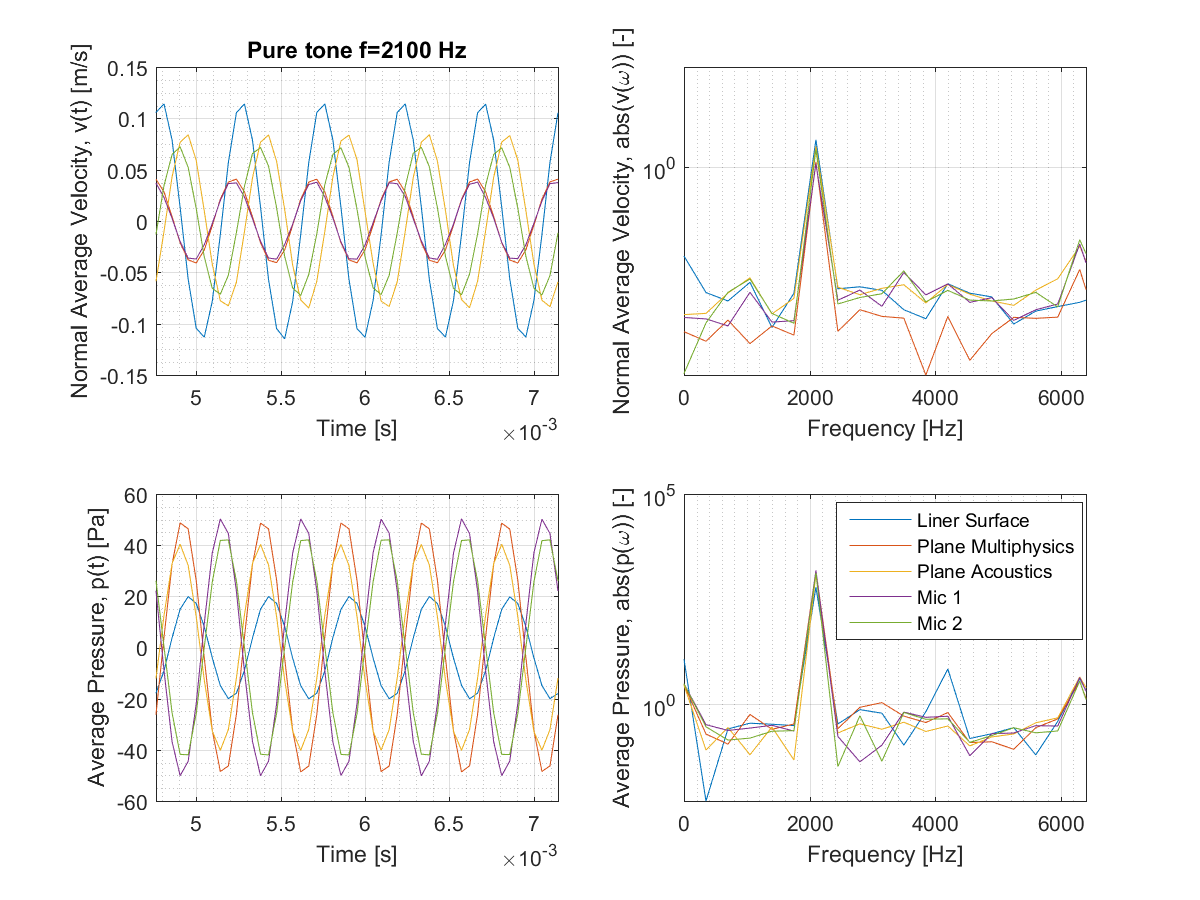 Pure tone f=2100 Hz
Normal Average Velocity, v(t) [m/s]
0.15
0.1
0.05
0
-0.05
-0.1
-0.15
5
5.5
6
6.5
7
Time [s]
×10-3
Normal Average Velocity, abs(v(ω)) [-]
100
0
2000
4000
6000
Frequency [Hz]
Average Pressure, p(t) [Pa]
60
40
20
0
-20
-40
-60
5
5.5
6
6.5
7
Time [s]
×10-3
Average Pressure, abs(p(ω)) [-]
105
100
0
2000
4000
6000
Frequency [Hz]
Liner Surface
Plane Multiphysics
Plane Acoustics
Mic 1
Mic 2